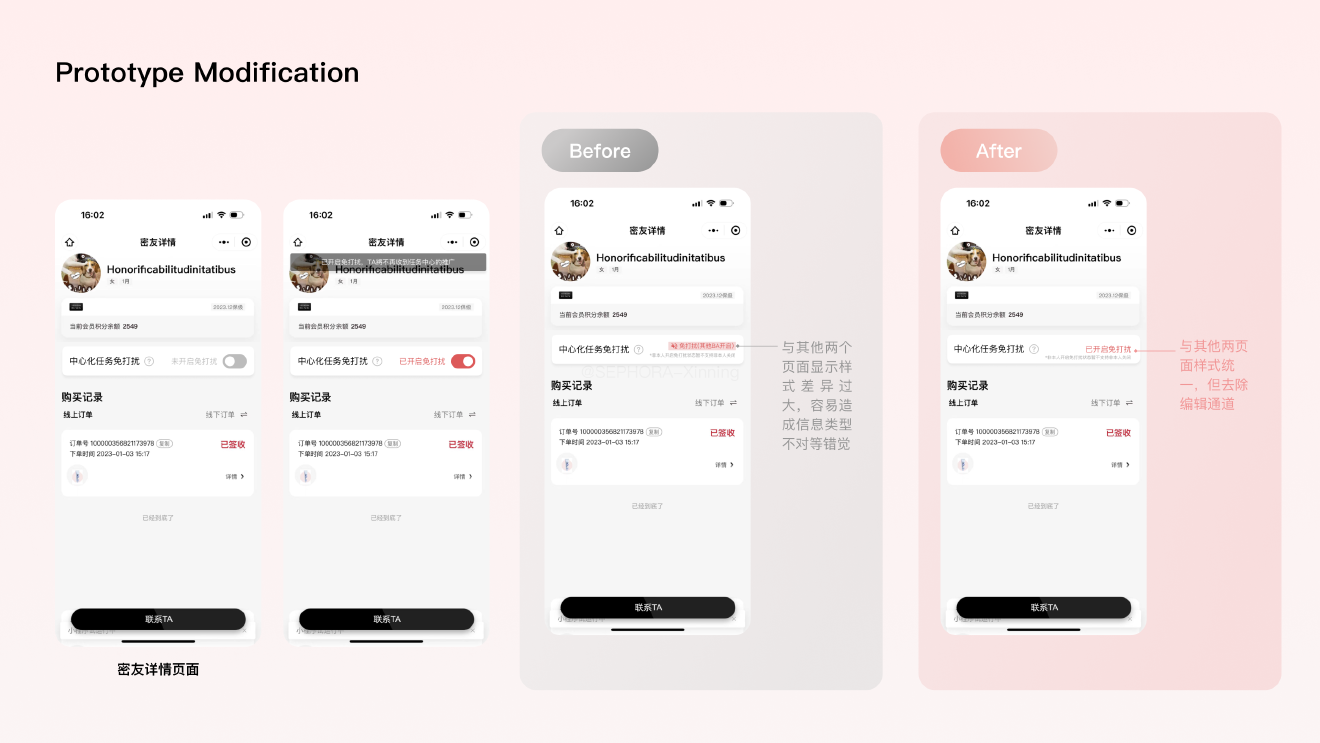 Prototype Modification
16:02
密友详情
Honorificabilitudinitatibus
女 1月
2023.12保级
当前会员积分余额 2549
中心化任务免打扰 ? 未开启免打扰
购买记录
线上订单 线下订单
订单号 100000356821173978 复制 已签收
下单时间 2023-01-03 15:17
详情
已经到底了
联系TA
密友详情页面
16:02
密友详情
已开启免打扰，TA将不再收到任务中心的推广
Honorificabilitudinitatibus
女 1月
2023.12保级
当前会员积分余额 2549
中心化任务免打扰 ? 已开启免打扰
购买记录
线上订单 线下订单
订单号 100000356821173978 复制 已签收
下单时间 2023-01-03 15:17
详情
已经到底了
联系TA
Before
16:02
密友详情
Honorificabilitudinitatibus
女 1月
2023.12保级
当前会员积分余额 2549
中心化任务免打扰 ? 免打扰(其他BA开启)
购买记录
线上订单 线下订单
订单号 100000356821173978 复制 已签收
下单时间 2023-01-03 15:17
详情
已经到底了
联系TA
与其他两个
页面显示样
式差异过
大，容易造
成信息类型
不对等错觉
After
16:02
密友详情
Honorificabilitudinitatibus
女 1月
2023.12保级
当前会员积分余额 2549
中心化任务免打扰 ? 已开启免打扰
购买记录
线上订单 线下订单
订单号 100000356821173978 复制 已签收
下单时间 2023-01-03 15:17
详情
已经到底了
联系TA
与其他两页
面样式统
一，但去除
编辑通道